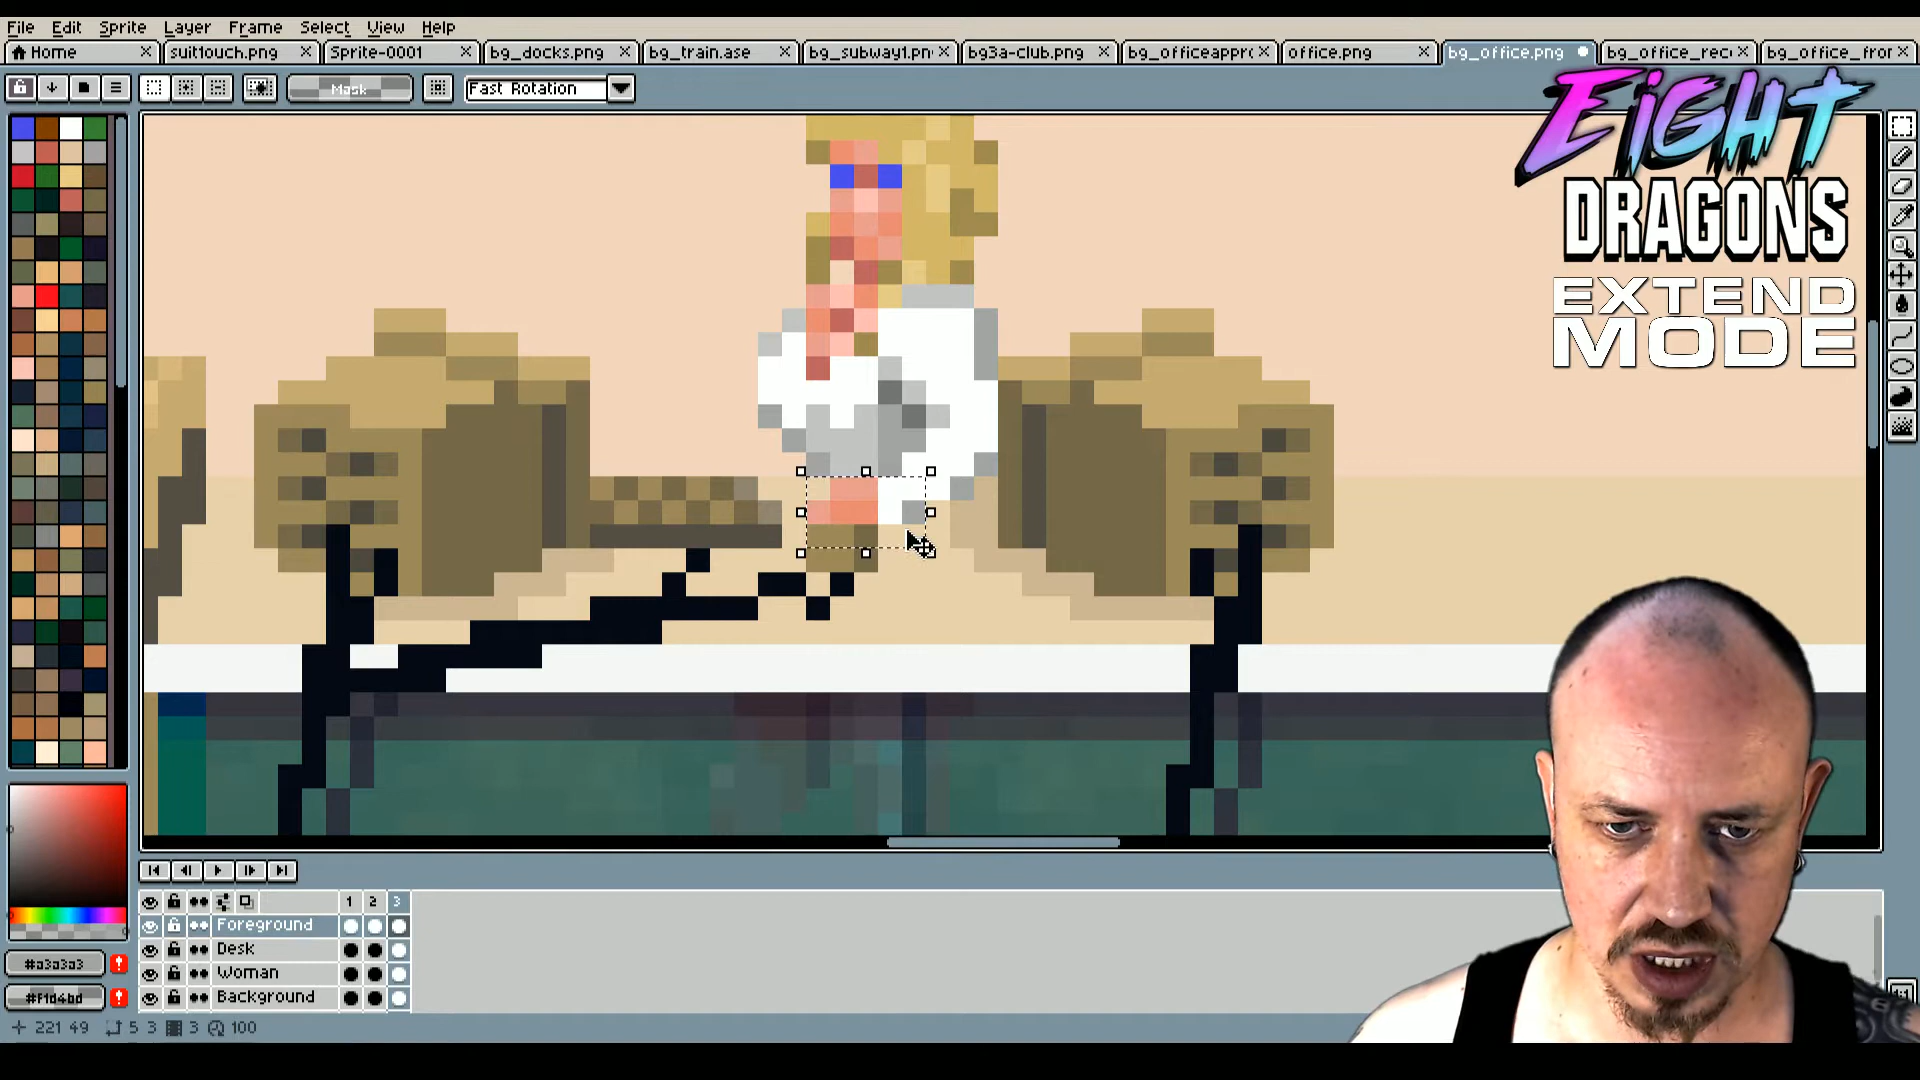 File Edit Sprite Layer Frame Select View Help
Home suit1ouch.png Sprite-0001 bg_docks.png bg_train.ase bg_subway1.pn bg3a-club.png bg_officeappro office.png bg_office.png bg_office_rec bg_office_fror
Mask Fast Rotation
EIGHT
DRAGONS
EXTEND
MODE
1 2 3
Foreground
Desk
Woman
Background
#a3a3a3
#f1d4bd
221 49 5 3 3 100